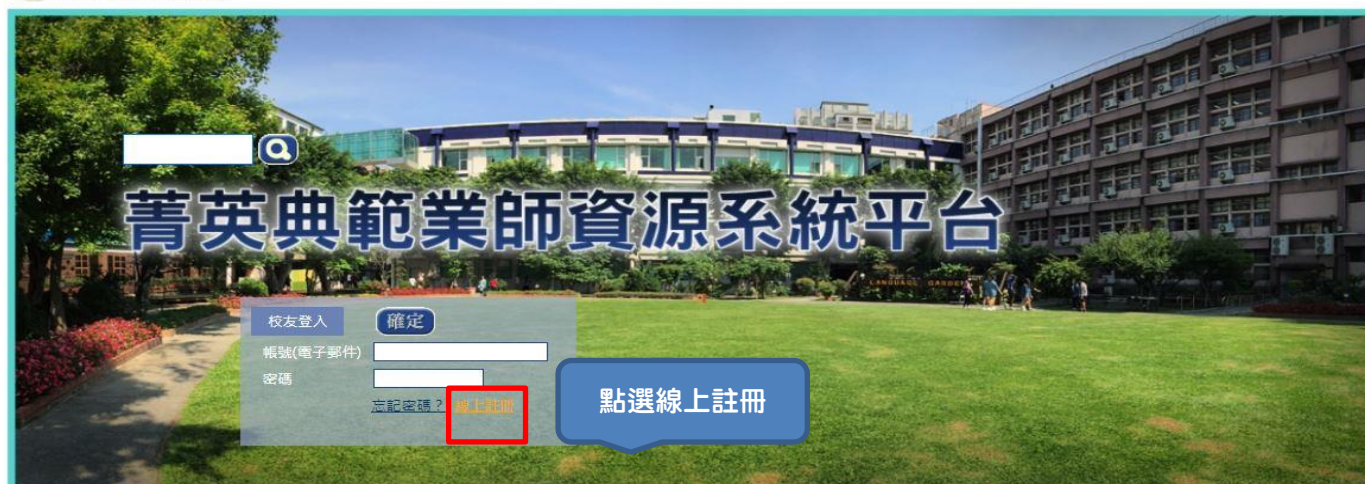 菁英典範業師資源系統平台
LANGUAGE GARDEN
校友登入
確定
帳號(電子郵件)
密碼
忘記密碼？ 線上註冊
點選線上註冊